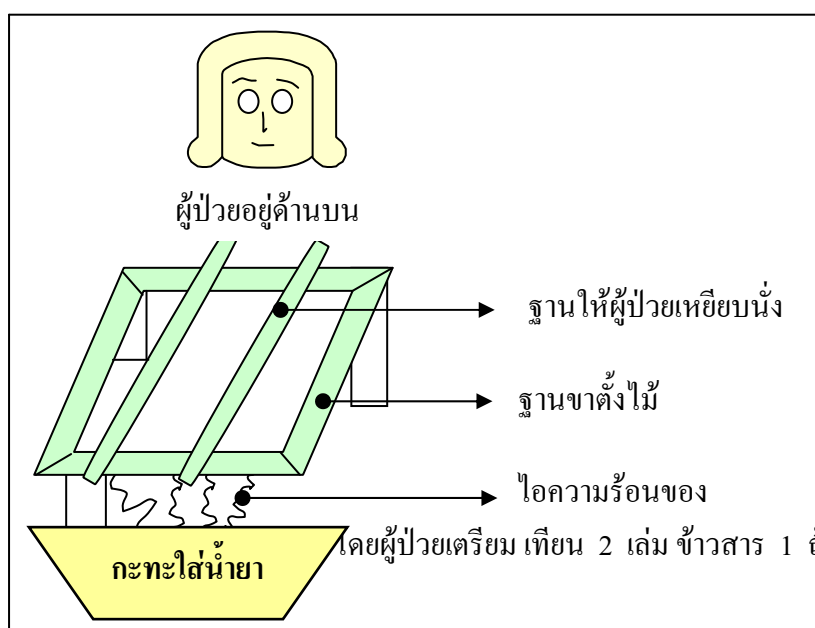 ผู้ป่วยอยู่ด้านบน
ฐานให้ผู้ป่วยเหยียบนั่ง
ฐานขาตั้งไม้
ไอความร้อนของ
โดยผู้ป่วยเตรียม เทียน 2 เล่ม ข้าวสาร 1
กะทะใส่น้ำยา